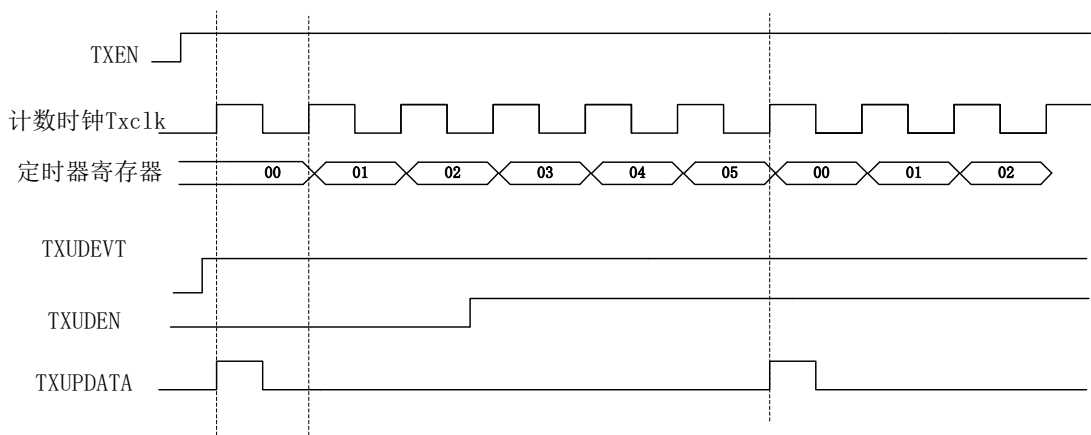 TXEN
计数时钟Txclk
定时器寄存器 00 01 02 03 04 05 00 01 02
TXUDEVT
TXUDEN
TXUPDATA